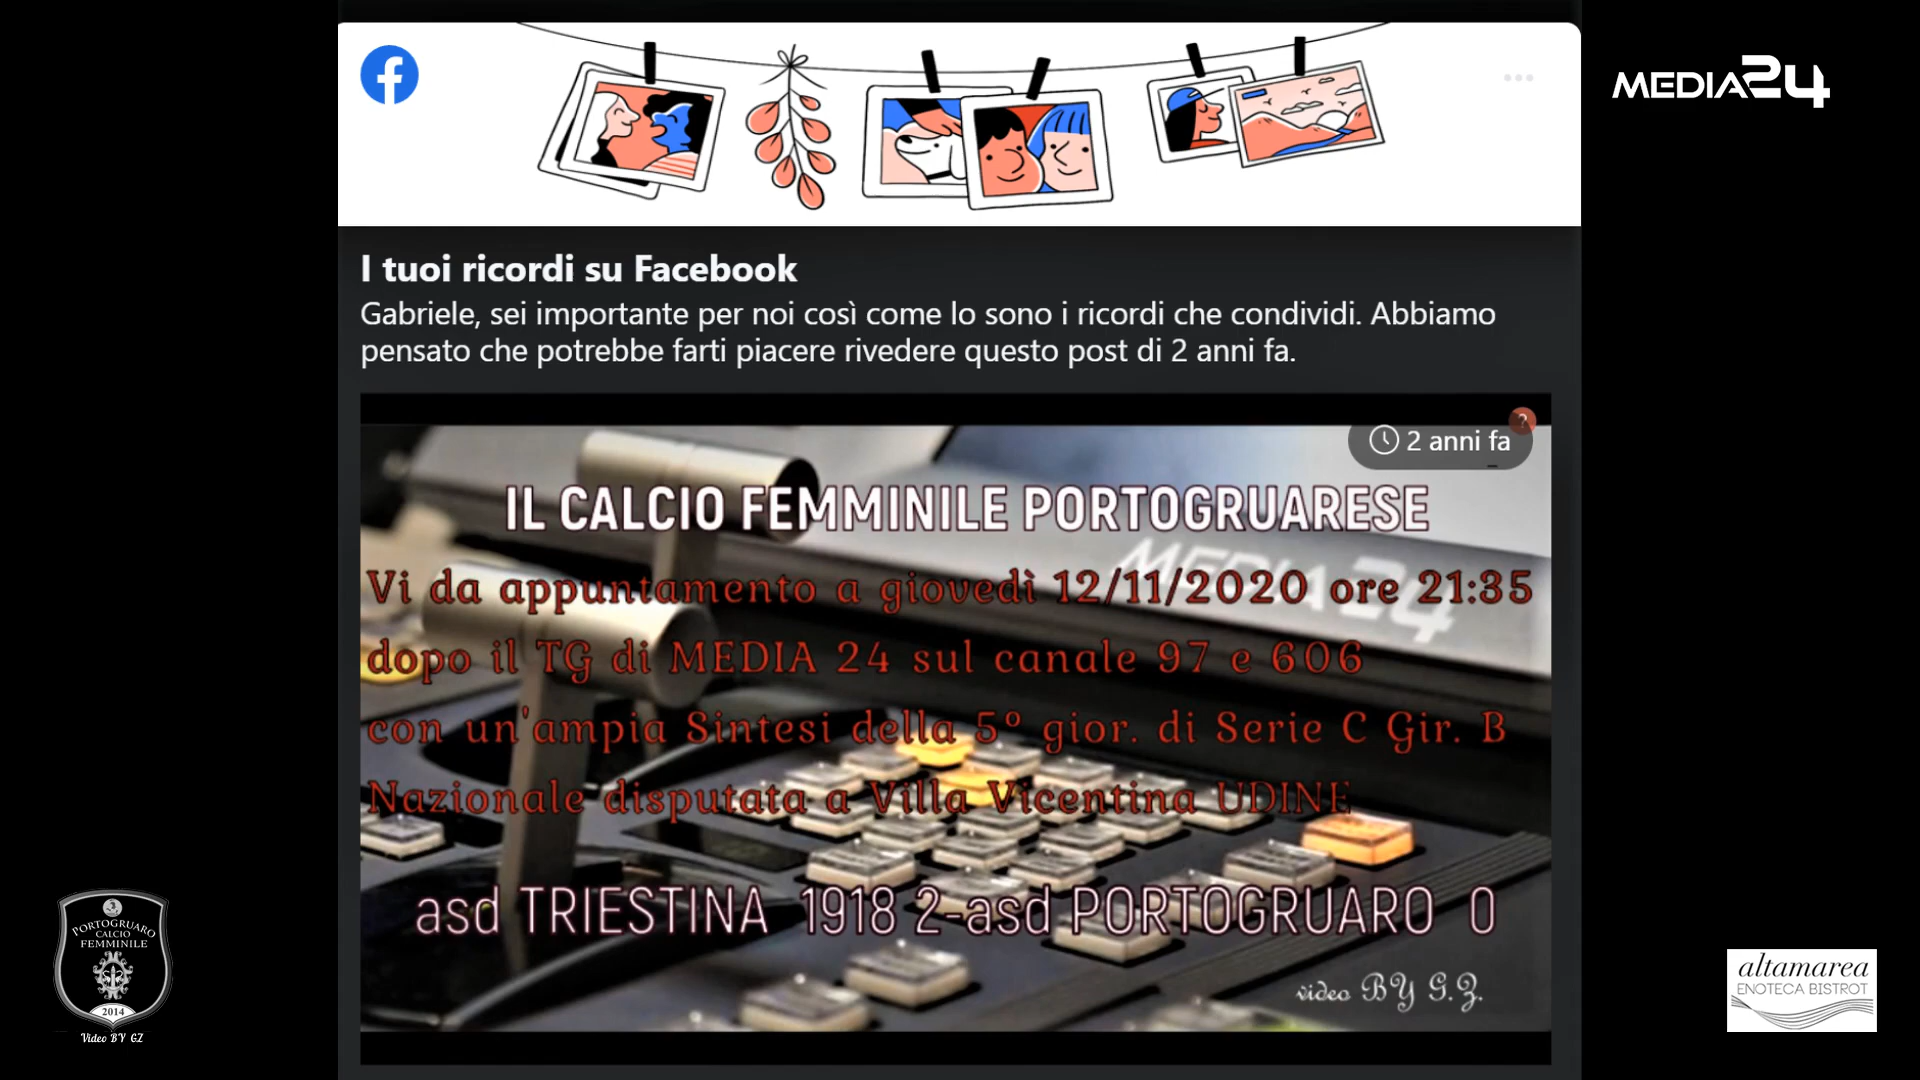 MEDIA24
I tuoi ricordi su Facebook
Gabriele, sei importante per noi così come lo sono i ricordi che condividi. Abbiamo
pensato che potrebbe farti piacere rivedere questo post di 2 anni fa.
?
2 anni fa
IL CALCIO FEMMINILE PORTOGRUARESE
MEDIA 24
Vi da appuntamento a giovedì 12/11/2020 ore 21:35
dopo il TG di MEDIA 24 sul canale 97 e 606
con un'ampia Sintesi della 5° gior. di Serie C Gir. B
Nazionale disputata a Villa Vicentina UDINE
asd TRIESTINA 1918 2-asd PORTOGRUARO 0
video BY G.Z.
PORTOGRUARO
CALCIO
FEMMINILE
2014
Video BY GZ
altamarea
ENOTECA BISTROT